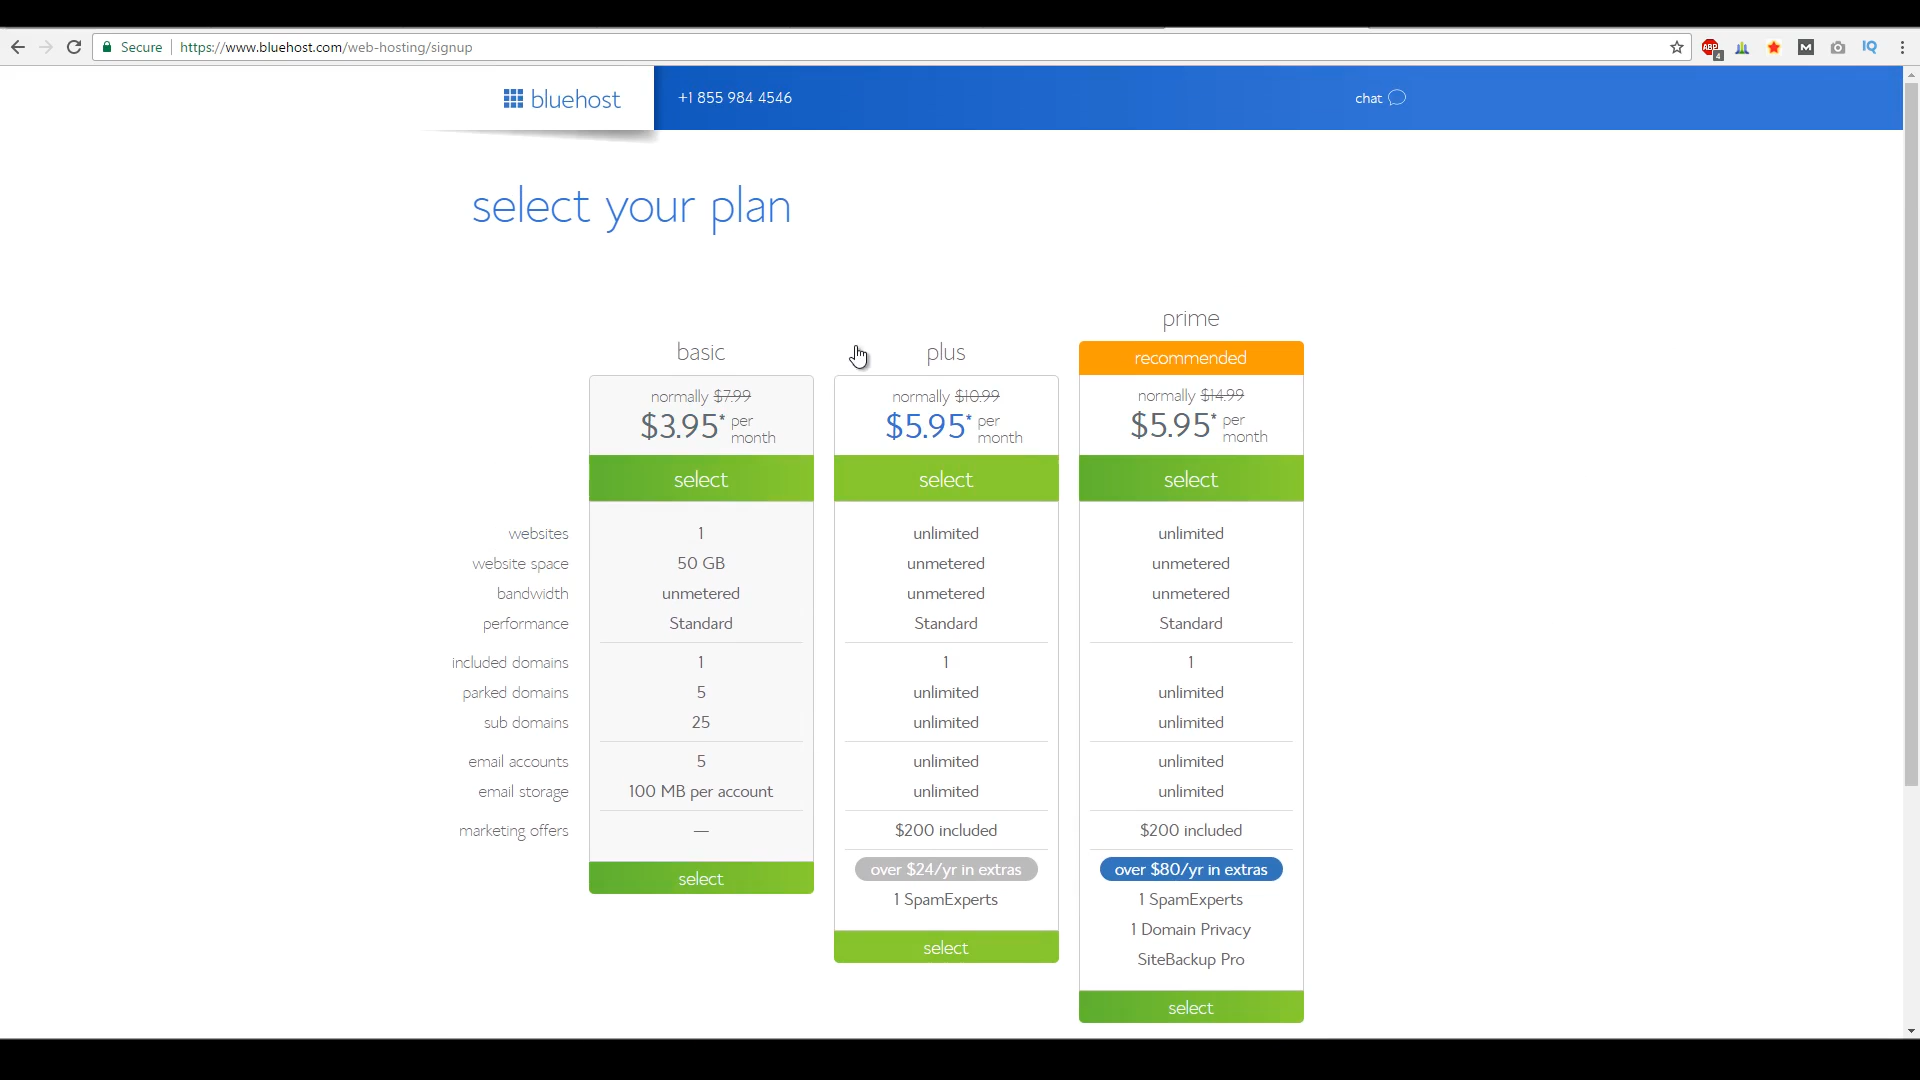 Secure https://www.bluehost.com/web-hosting/signup
ABP 4 M IQ
bluehost
+1 855 984 4546
chat
select your plan
basic
plus
prime
recommended
normally $7.99
$3.95* per month
normally $10.99
$5.95* per month
normally $14.99
$5.95* per month
select select select
websites 1 unlimited unlimited
website space 50 GB unmetered unmetered
bandwidth unmetered unmetered unmetered
performance Standard Standard Standard
included domains 1 1 1
parked domains 5 unlimited unlimited
sub domains 25 unlimited unlimited
email accounts 5 unlimited unlimited
email storage 100 MB per account unlimited unlimited
marketing offers — $200 included $200 included
over $24/yr in extras over $80/yr in extras
select
1 SpamExperts 1 SpamExperts
1 Domain Privacy
select
SiteBackup Pro
select